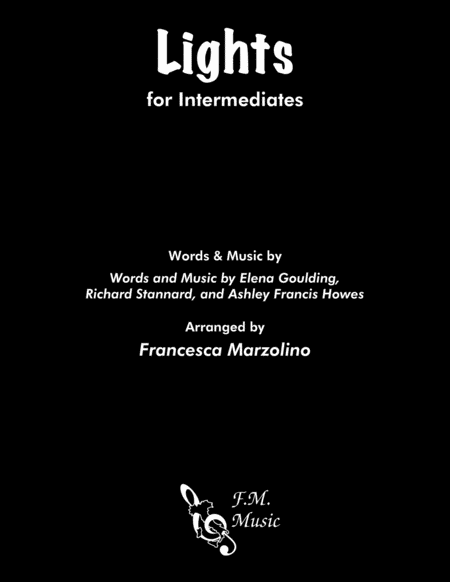 Lights
for Intermediates
Words & Music by
Words and Music by Elena Goulding,
Richard Stannard, and Ashley Francis Howes
Arranged by
Francesca Marzolino
F.M.
Music